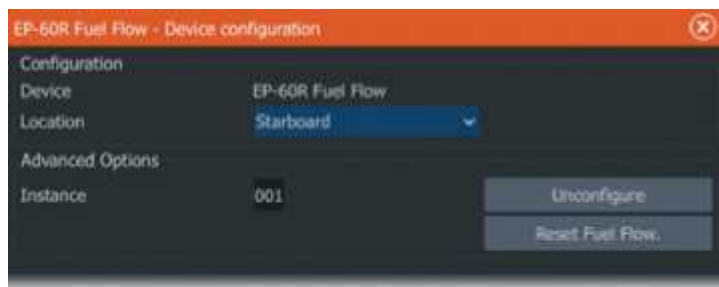 EP-60R Fuel Flow - Device configuration
Configuration
Device EP-60R Fuel Flow
Location Starboard
Advanced Options
Instance 001 Unconfigure
Reset Fuel Flow.